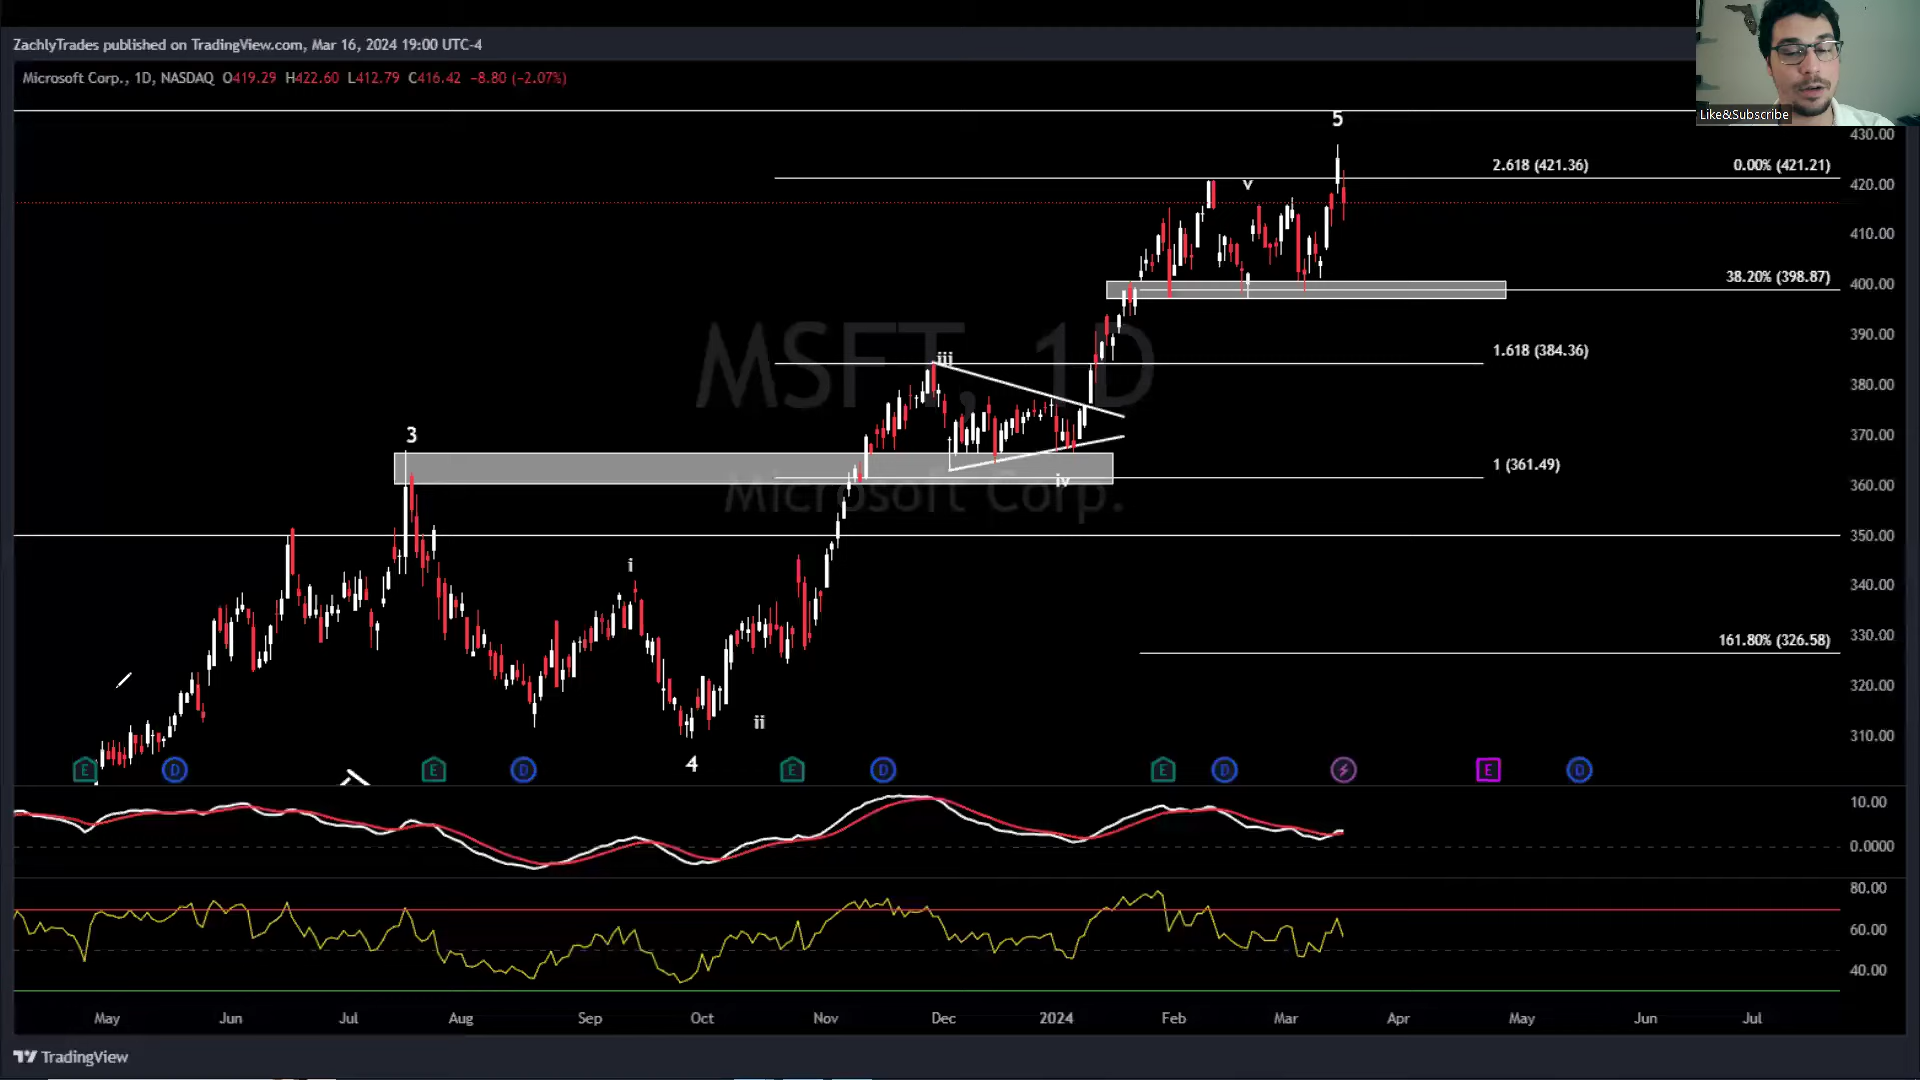 ZachlyTrades published on TradingView.com, Mar 16, 2024 19:00 UTC-4
Microsoft Corp., 1D, NASDAQ O419.29 H422.60 L412.79 C416.42 −8.80 (−2.07%)
Like&Subscribe
5
430.00
2.618 (421.36) 0.00% (421.21)
v
420.00
410.00
38.20% (398.87)
400.00
MSFT, 1D
390.00
iii
1.618 (384.36)
380.00
3
370.00
1 (361.49)
iv
Microsoft Corp.
360.00
350.00
i
340.00
161.80% (326.58)
330.00
320.00
ii
310.00
4
E D E D E D E D E D
10.00
0.0000
80.00
60.00
40.00
May Jun Jul Aug Sep Oct Nov Dec 2024 Feb Mar Apr May Jun Jul
TradingView